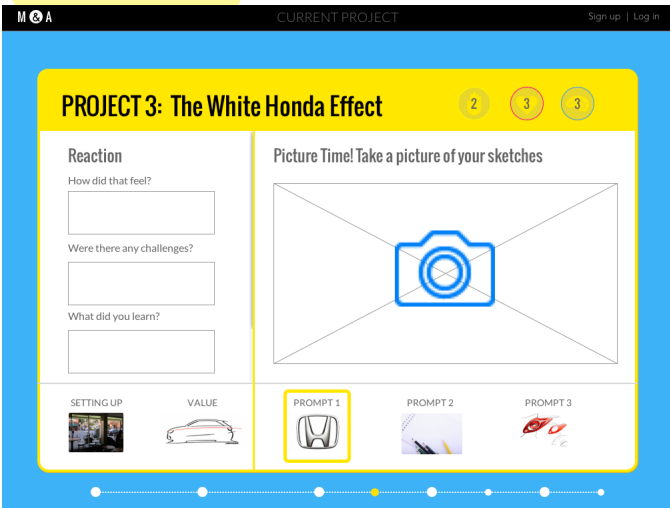 M & A
CURRENT PROJECT
Sign up | Log in
PROJECT 3: The White Honda Effect
2
3
3
Reaction
How did that feel?
Were there any challenges?
What did you learn?
Picture Time! Take a picture of your sketches
SETTING UP
VALUE
PROMPT 1
PROMPT 2
PROMPT 3